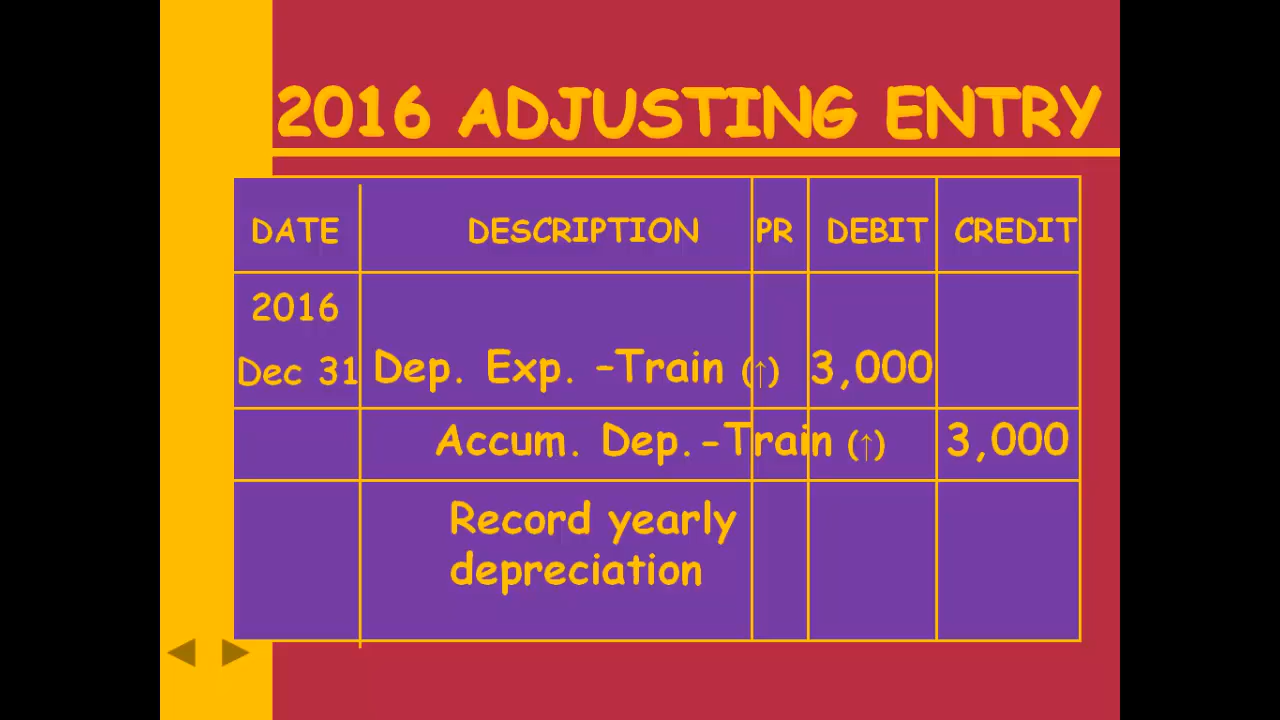 2016 ADJUSTING ENTRY
DATE DESCRIPTION PR DEBIT CREDIT
2016
Dec 31 Dep. Exp. -Train (↑) 3,000
Accum. Dep.-Train (↑) 3,000
Record yearly
depreciation